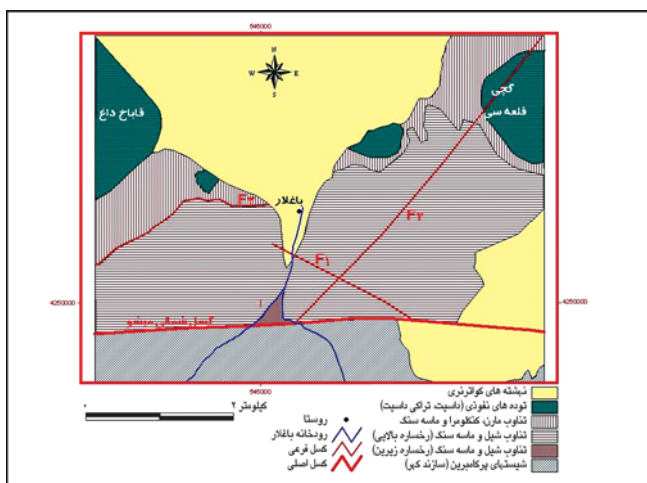 545000
N
W E
S
گچی
قلعه سی
قاباخ داغ
باغلار
F۳
F۲
F۱
4250000
4250000
I
گسل شمالی میشو
545000
۰
۲ کیلومتر
روستا
رودخانه باغلار
گسل فرعی
گسل اصلی
نهشته های کواترنری
توده های نفوذی (داسیت، تراکی داسیت)
تناوب مارن، کنگلومرا و ماسه سنگ
تناوب شیل و ماسه سنگ (رخساره بالایی)
تناوب شیل و ماسه سنگ (رخساره زیرین)
شیستهای پرکامبرین (سازند کهر)